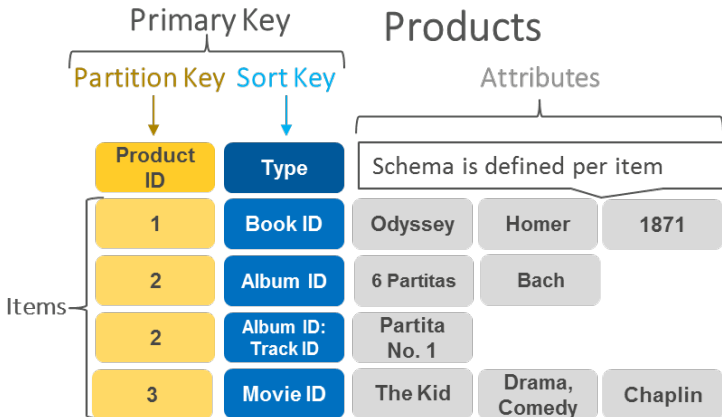 Primary Key
Products
Partition Key
Sort Key
Attributes
Product
ID
Type
Schema is defined per item
1
Book ID
Odyssey
Homer
1871
2
Album ID
6 Partitas
Bach
Items
2
Album ID:
Track ID
Partita
No. 1
3
Movie ID
The Kid
Drama,
Comedy
Chaplin